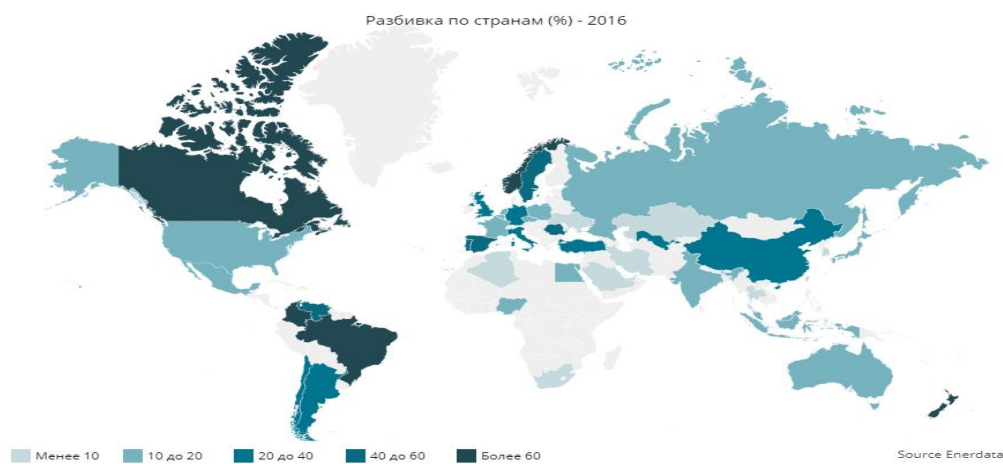 Разбивка по странам (%) - 2016
Менее 10
10 до 20
20 до 40
40 до 60
Более 60
Source Enerdata